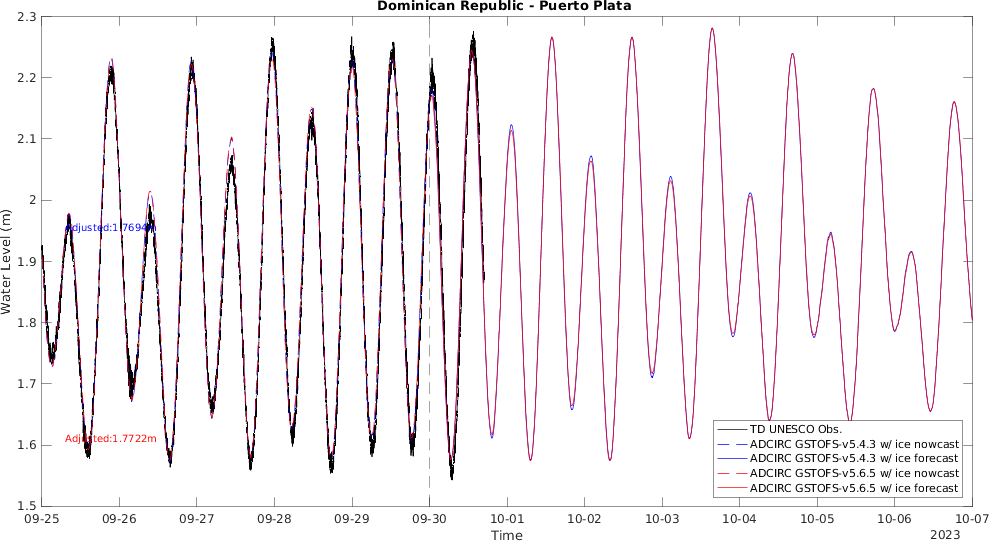 Dominican Republic - Puerto Plata
2.3
2.2
2.1
2
1.9
1.8
1.7
1.6
1.5
Water Level (m)
Adjusted:1.7694m
Adjusted:1.7722m
TD UNESCO Obs.
ADCIRC GSTOFS-v5.4.3 w/ ice nowcast
ADCIRC GSTOFS-v5.4.3 w/ ice forecast
ADCIRC GSTOFS-v5.6.5 w/ ice nowcast
ADCIRC GSTOFS-v5.6.5 w/ ice forecast
09-25 09-26 09-27 09-28 09-29 09-30 10-01 10-02 10-03 10-04 10-05 10-06 10-07
Time
2023